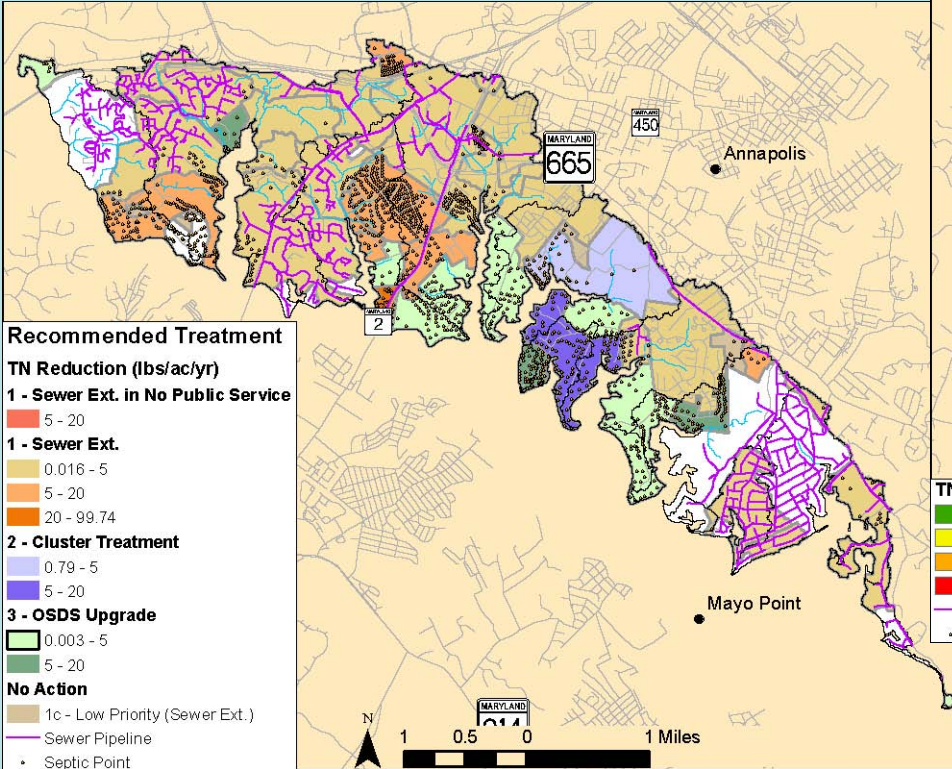 MARYLAND
450
MARYLAND
665
Annapolis
MARYLAND
2
Recommended Treatment
TN Reduction (lbs/ac/yr)
1 - Sewer Ext. in No Public Service
5 - 20
1 - Sewer Ext.
0.016 - 5
5 - 20
20 - 99.74
2 - Cluster Treatment
0.79 - 5
5 - 20
3 - OSDS Upgrade
0.003 - 5
5 - 20
No Action
1c - Low Priority (Sewer Ext.)
Sewer Pipeline
Septic Point
TN
Mayo Point
MARYLAND
N
1 0.5 0 1 Miles